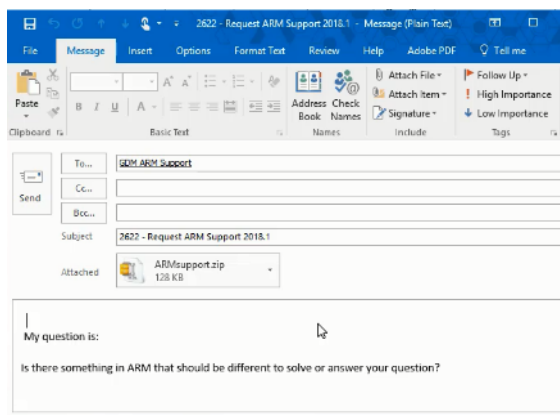 2622 - Request ARM Support 2018.1 - Message (Plain Text)
File Message Insert Options Format Text Review Help Adobe PDF Tell me
Paste
B I U A
Address Book
Check Names
Attach File
Attach Item
Signature
Follow Up
High Importance
Low Importance
Clipboard Basic Text Names Include Tags
Send
To... GDM ARM Support
Cc...
Bcc...
Subject 2622 - Request ARM Support 2018.1
Attached ARMsupport.zip
128 KB
My question is:
Is there something in ARM that should be different to solve or answer your question?